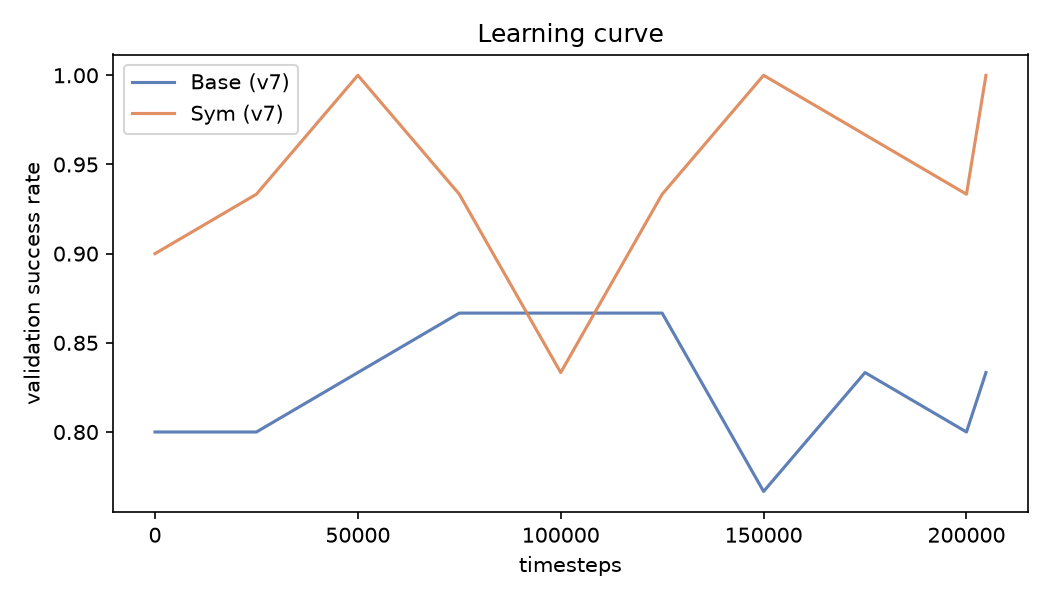 Learning curve
Base (v7)
Sym (v7)
1.00
0.95
0.90
0.85
0.80
validation success rate
0
50000
100000
150000
200000
timesteps